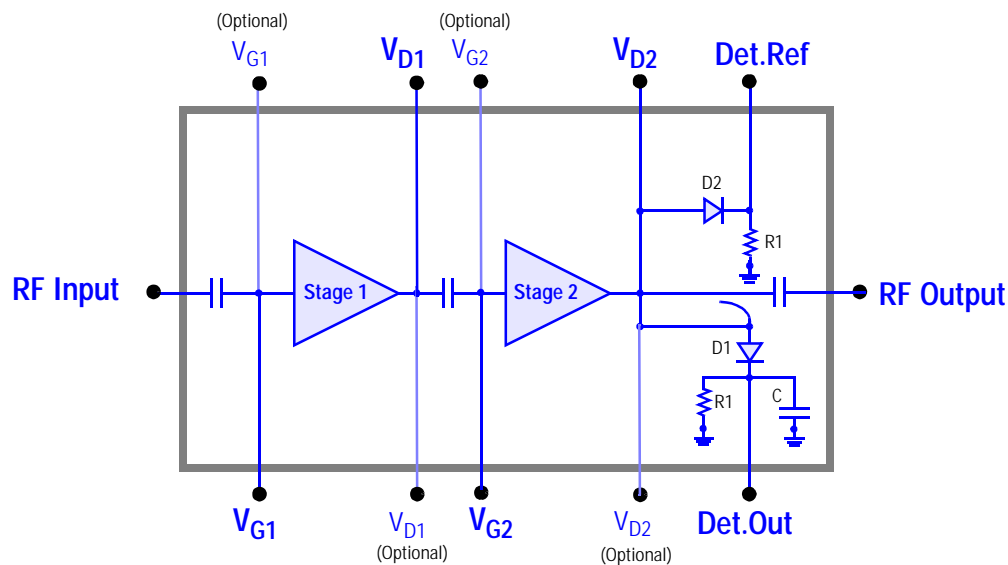 (Optional)
(Optional)
VG1
VD1
VG2
VD2
Det.Ref
D2
R1
RF Input
Stage 1
Stage 2
RF Output
D1
R1
C
VG1
VD1
(Optional)
VG2
VD2
(Optional)
Det.Out